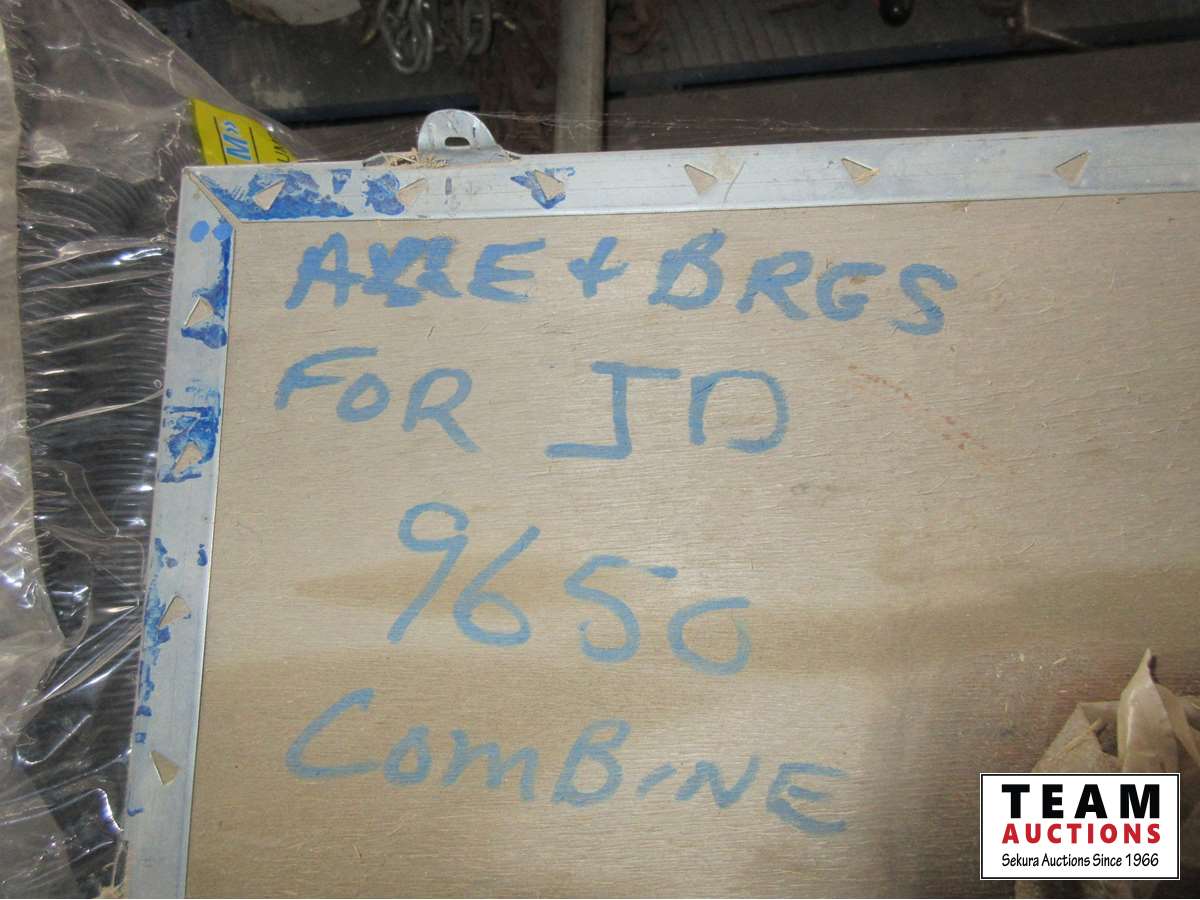 M»
AXLE + BRGS
FOR JD
9650
COMBINE
TEAM
AUCTIONS
Sekura Auctions Since 1966